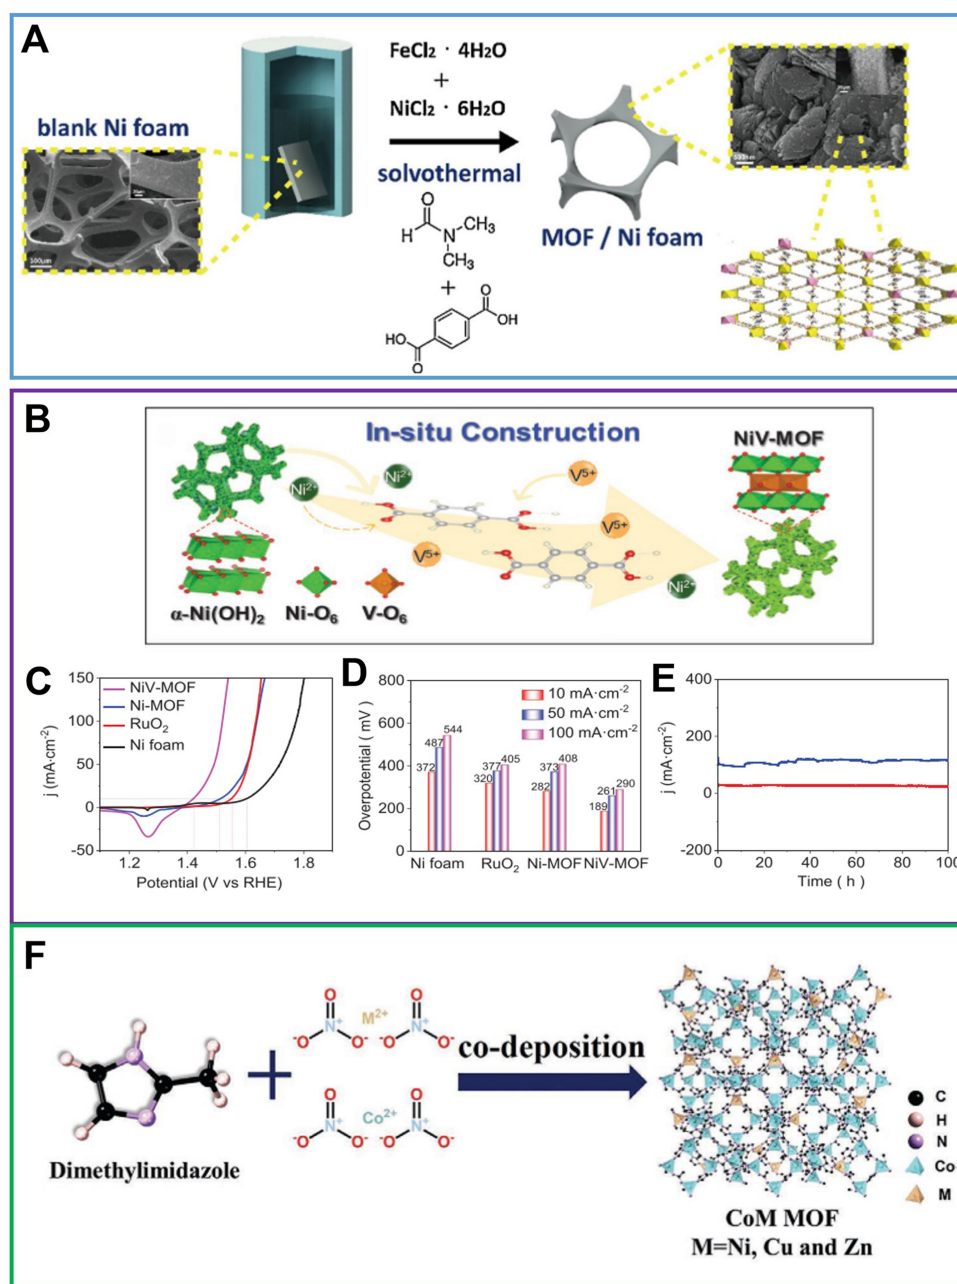 A
FeCl₂ · 4H₂O
+
NiCl₂ · 6H₂O
blank Ni foam
solvothermal
500μm
MOF / Ni foam
O
H
N
CH₃
CH₃
+
O
OH
HO
O
B
In-situ Construction
NiV-MOF
Ni²⁺
Ni²⁺
V⁵⁺
V⁵⁺
V⁵⁺
Ni²⁺
α-Ni(OH)₂
Ni-O₆
V-O₆
C
NiV-MOF
Ni-MOF
RuO₂
Ni foam
j (mA·cm⁻²)
150
100
50
0
-50
1.2
1.4
1.6
1.8
Potential (V vs RHE)
D
10 mA·cm⁻²
50 mA·cm⁻²
100 mA·cm⁻²
Overpotential ( mV )
800
600
400
200
0
372
487
544
320
377
405
282
373
408
189
261
290
Ni foam
RuO₂
Ni-MOF
NiV-MOF
E
j (mA·cm⁻²)
400
200
0
-200
0
20
40
60
80
100
Time ( h )
F
O
N⁺
⁻O
O⁻
M²⁺
O
N⁺
⁻O
O⁻
O
N⁺
⁻O
O⁻
Co²⁺
O
N⁺
⁻O
O⁻
+
co-deposition
Dimethylimidazole
C
H
N
Co
M
CoM MOF
M=Ni, Cu and Zn